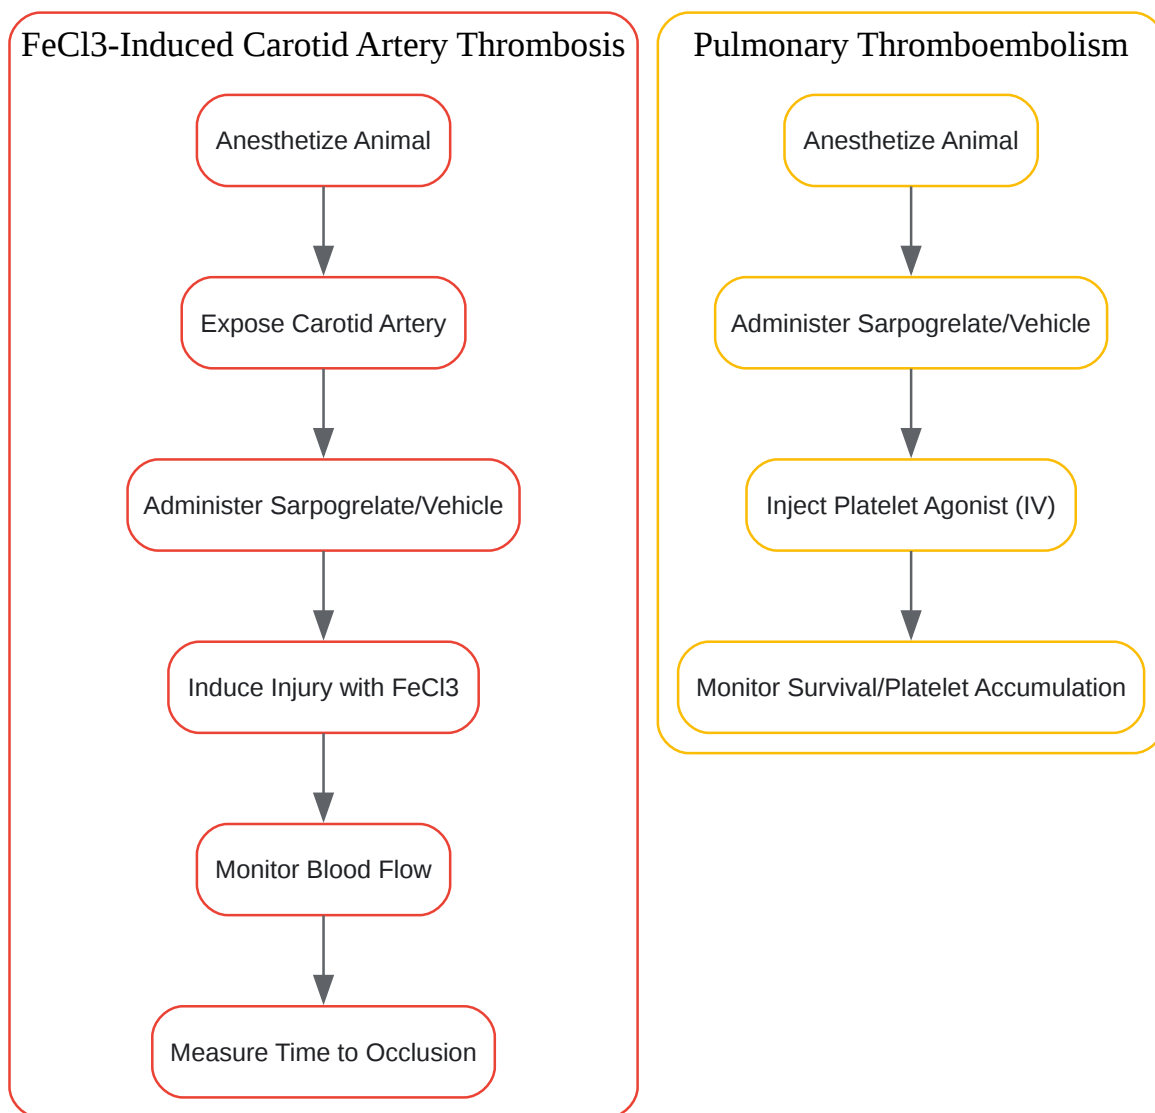 FeCl3-Induced Carotid Artery Thrombosis
Anesthetize Animal
Expose Carotid Artery
Administer Sarpogrelate/Vehicle
Induce Injury with FeCl3
Monitor Blood Flow
Measure Time to Occlusion
Pulmonary Thromboembolism
Anesthetize Animal
Administer Sarpogrelate/Vehicle
Inject Platelet Agonist (IV)
Monitor Survival/Platelet Accumulation